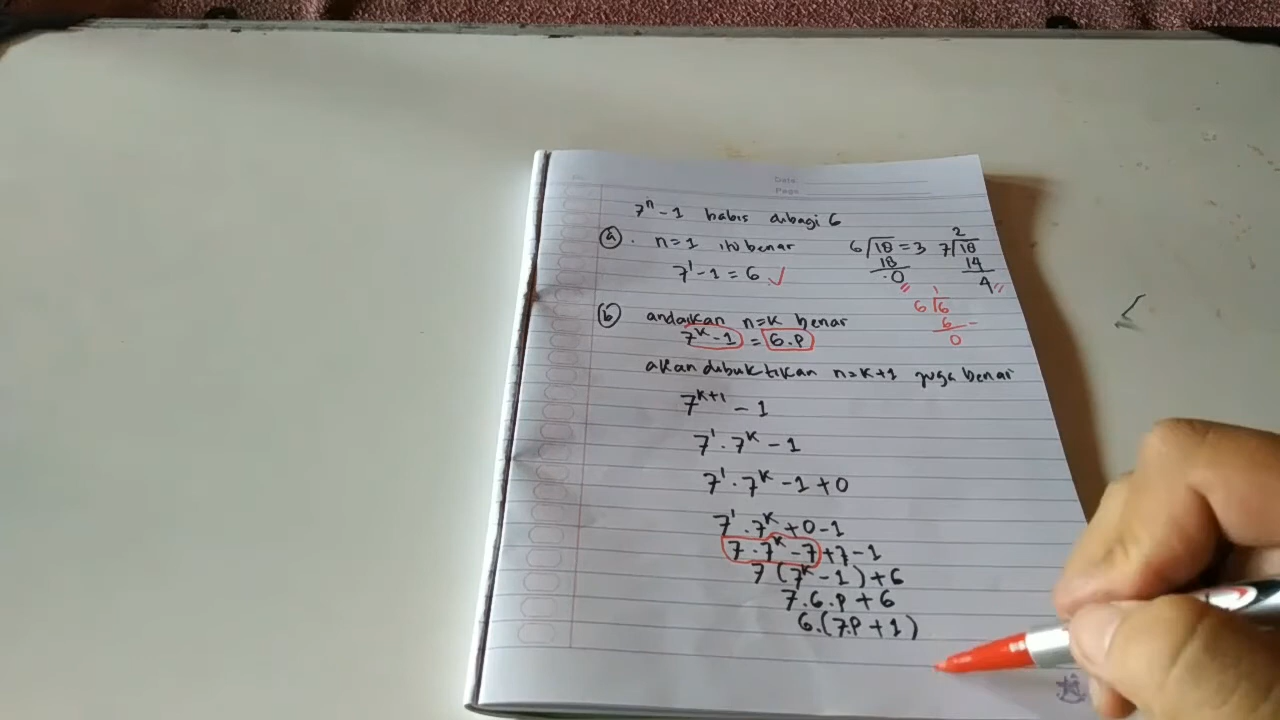 Date:
Page:
7ⁿ - 1 habis dibagi 6
(a). n = 1 itu benar
7¹ - 1 = 6 ✓
6 / 18 = 3
18
0
2
7 / 18
14
4
1
6 / 6
6 -
0
(b) andaikan n=k benar
7ᵏ - 1 = 6.P
akan dibuktikan n=k+1 juga benar
7ᵏ⁺¹ - 1
7¹ . 7ᵏ - 1
7¹ . 7ᵏ - 1 + 0
7¹ . 7ᵏ + 0 - 1
7 . 7ᵏ - 7 + 7 - 1
7 (7ᵏ - 1) + 6
7.6.P + 6
6.(7.P + 1)